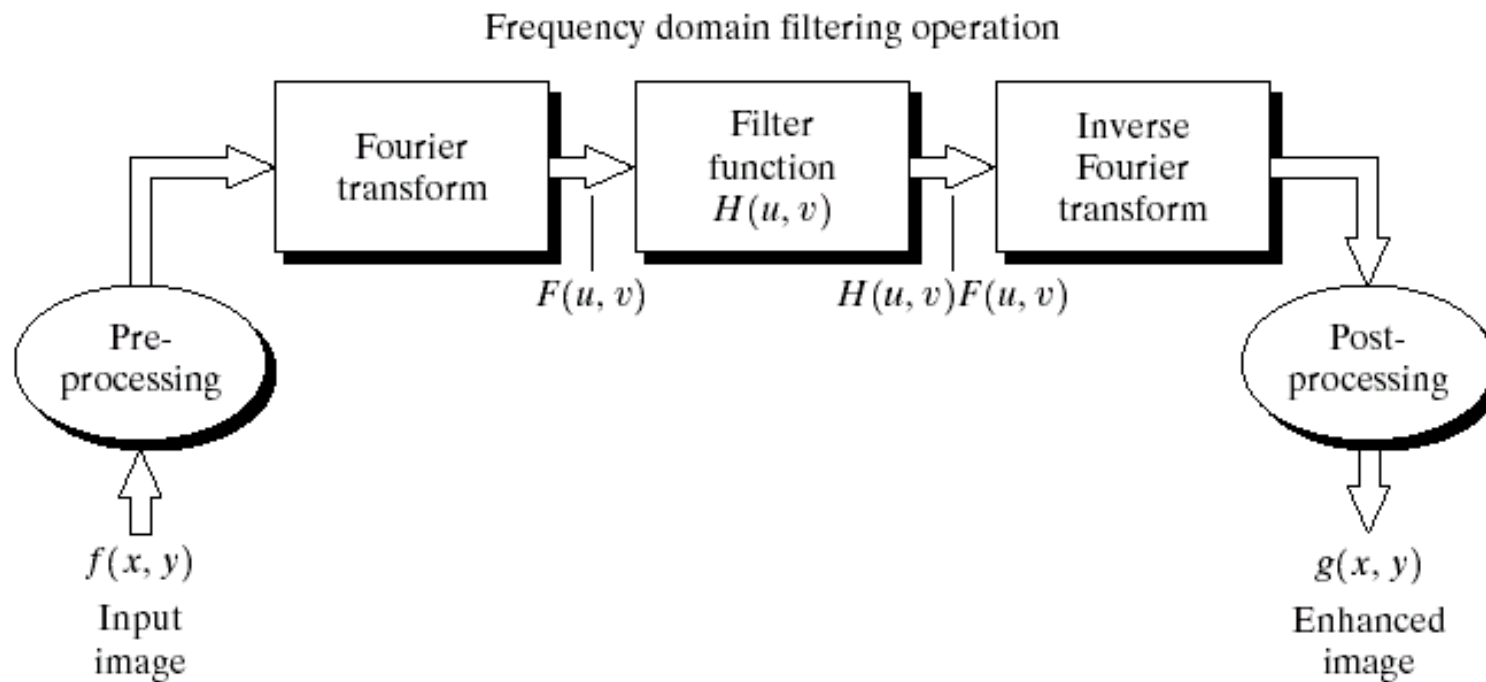 Frequency domain filtering operation
Fourier
transform
Filter
function
H(u, v)
Inverse
Fourier
transform
F(u, v)
H(u, v)F(u, v)
Pre-
processing
Post-
processing
f(x, y)
Input
image
g(x, y)
Enhanced
image